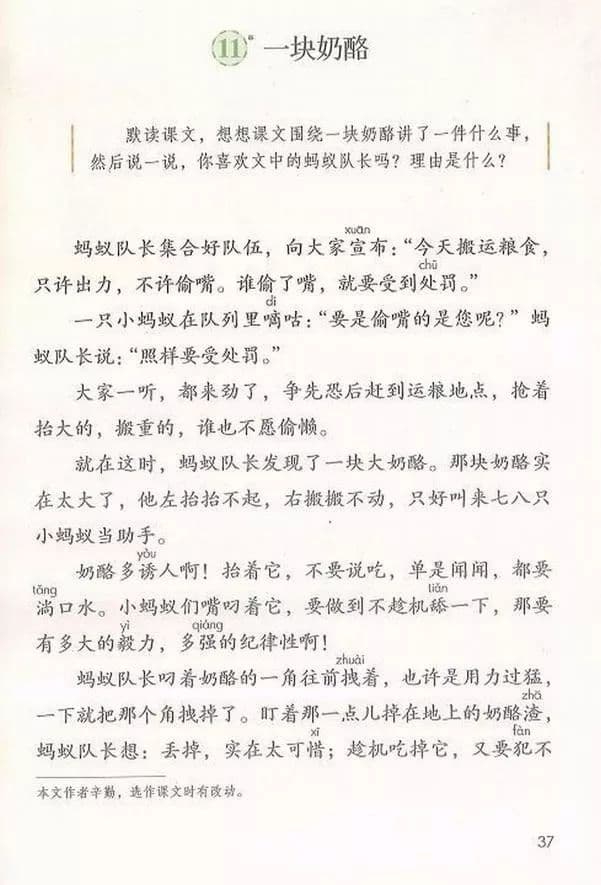 11* 一块奶酪
默读课文，想想课文围绕一块奶酪讲了一件什么事，
然后说一说，你喜欢文中的蚂蚁队长吗？理由是什么？
xuān
蚂蚁队长集合好队伍，向大家宣布：“今天搬运粮食，
chǔ
只许出力，不许偷嘴。谁偷了嘴，就要受到处罚。”
dí
一只小蚂蚁在队列里嘀咕：“要是偷嘴的是您呢？”蚂
蚁队长说：“照样要受处罚。”
大家一听，都来劲了，争先恐后赶到运粮地点，抢着
抬大的，搬重的，谁也不愿偷懒。
就在这时，蚂蚁队长发现了一块大奶酪。那块奶酪实
在太大了，他左抬抬不起，右搬搬不动，只好叫来七八只
小蚂蚁当助手。
yòu
奶酪多诱人啊！抬着它，不要说吃，单是闻闻，都要
tǎng liǎn
淌口水。小蚂蚁们嘴叼着它，要做到不趁机舔一下，那要
yì qiáng
有多大的毅力，多强的纪律性啊！
zhuài
蚂蚁队长叼着奶酪的一角往前拽着，也许是用力过猛，
zhā
一下就把那个角拽掉了。盯着那一点儿掉在地上的奶酪渣，
xī fàn
蚂蚁队长想：丢掉，实在太可惜；趁机吃掉它，又要犯不
本文作者辛勤，选作课文时有改动。
37